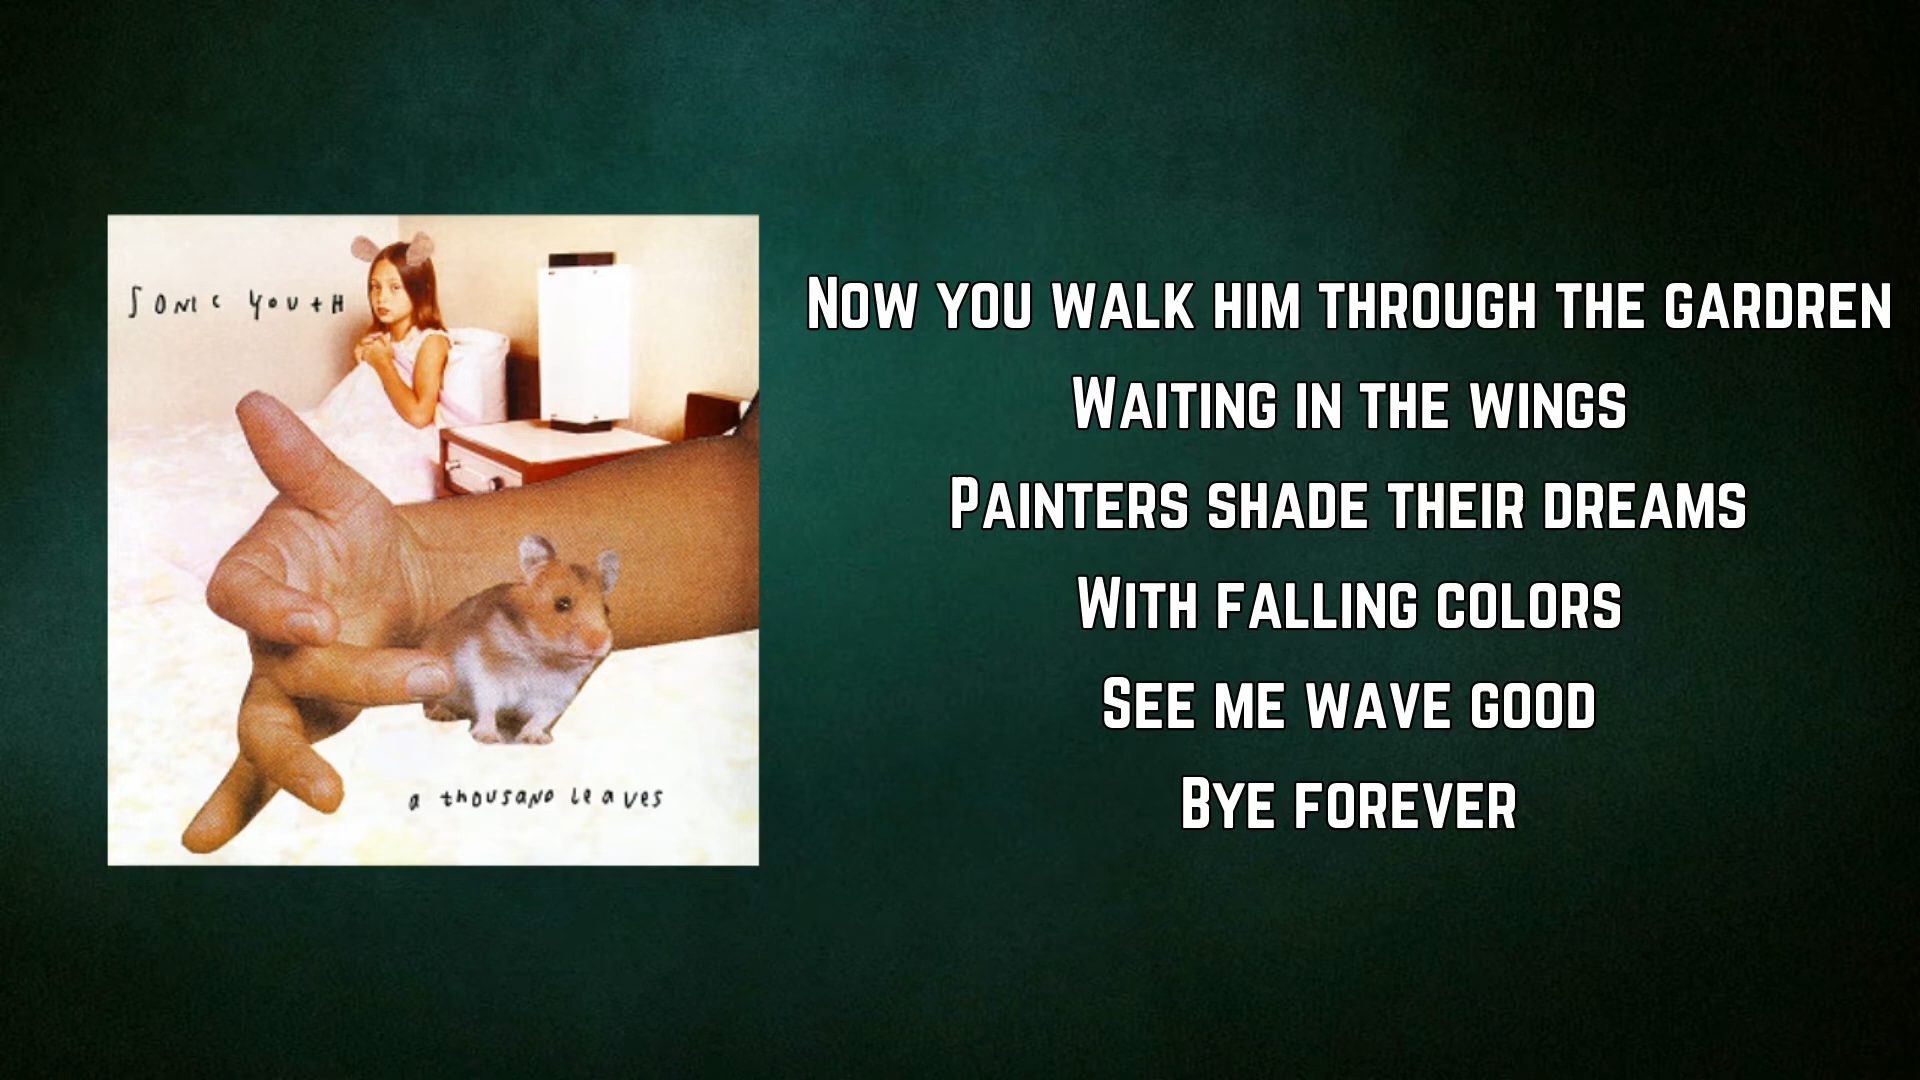 Sonic Youth
a thousand leaves
Now you walk him through the gardren
Waiting in the wings
Painters shade their dreams
With falling colors
See me wave good
Bye forever